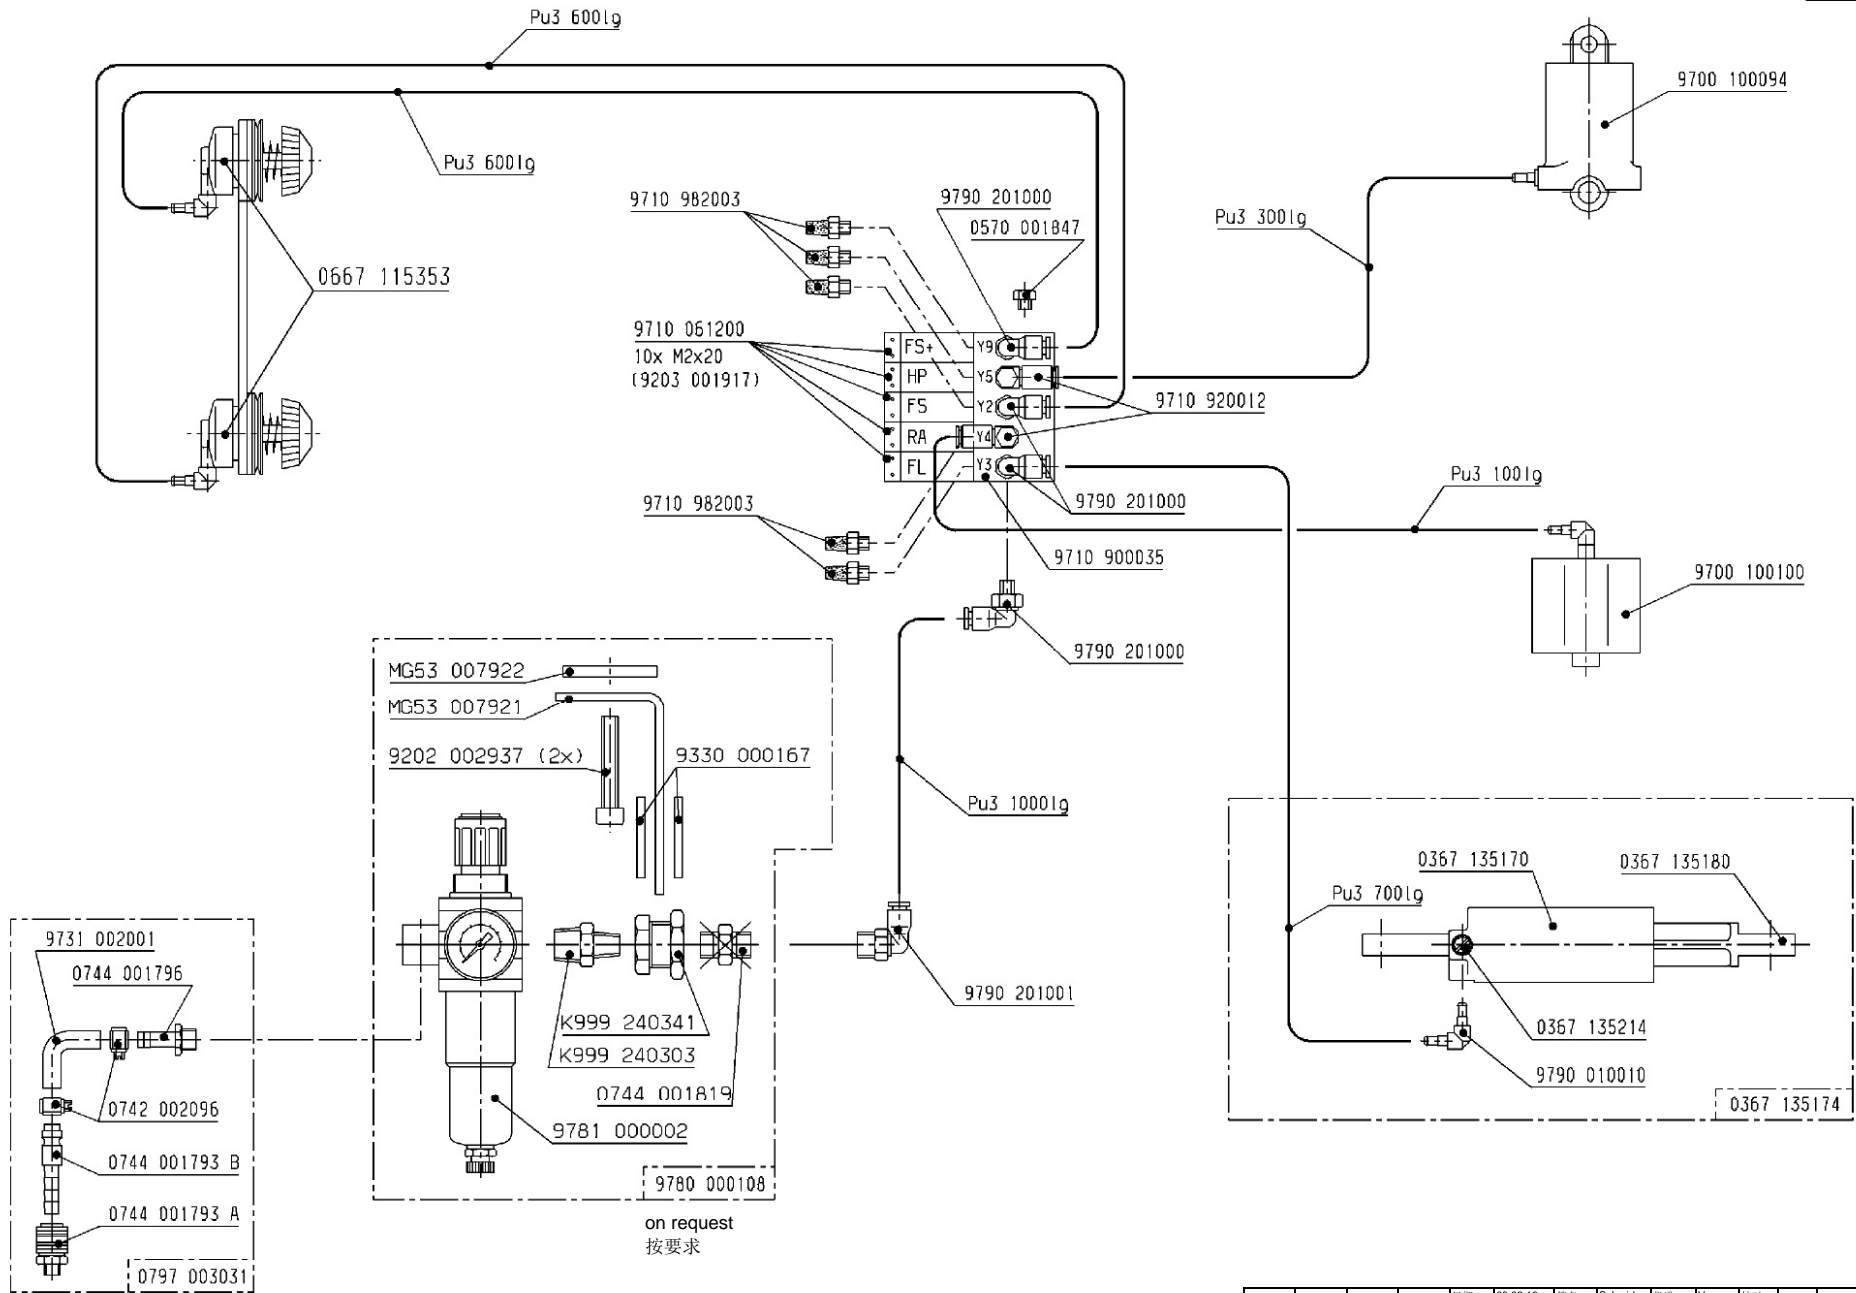 Pu3 600lg
9700 100094
Pu3 600lg
9710 982003
9790 201000
0570 001847
Pu3 300lg
0667 115353
9710 061200
10x M2x20
(9203 001917)
FS+ Y9
HP Y5
FS Y2
RA Y4
FL Y3
9710 920012
9710 982003
9790 201000
Pu3 100lg
9710 900035
9700 100100
9790 201000
MG53 007922
MG53 007921
9202 002937 (2x)
9330 000167
Pu3 1000lg
0367 135170
0367 135180
Pu3 700lg
9731 002001
0744 001796
9790 201001
K999 240341
K999 240303
0367 135214
0744 001819
9790 010010
0742 002096
9781 000002
0367 135174
0744 001793 B
9780 000108
0744 001793 A
on request
按要求
0797 003031